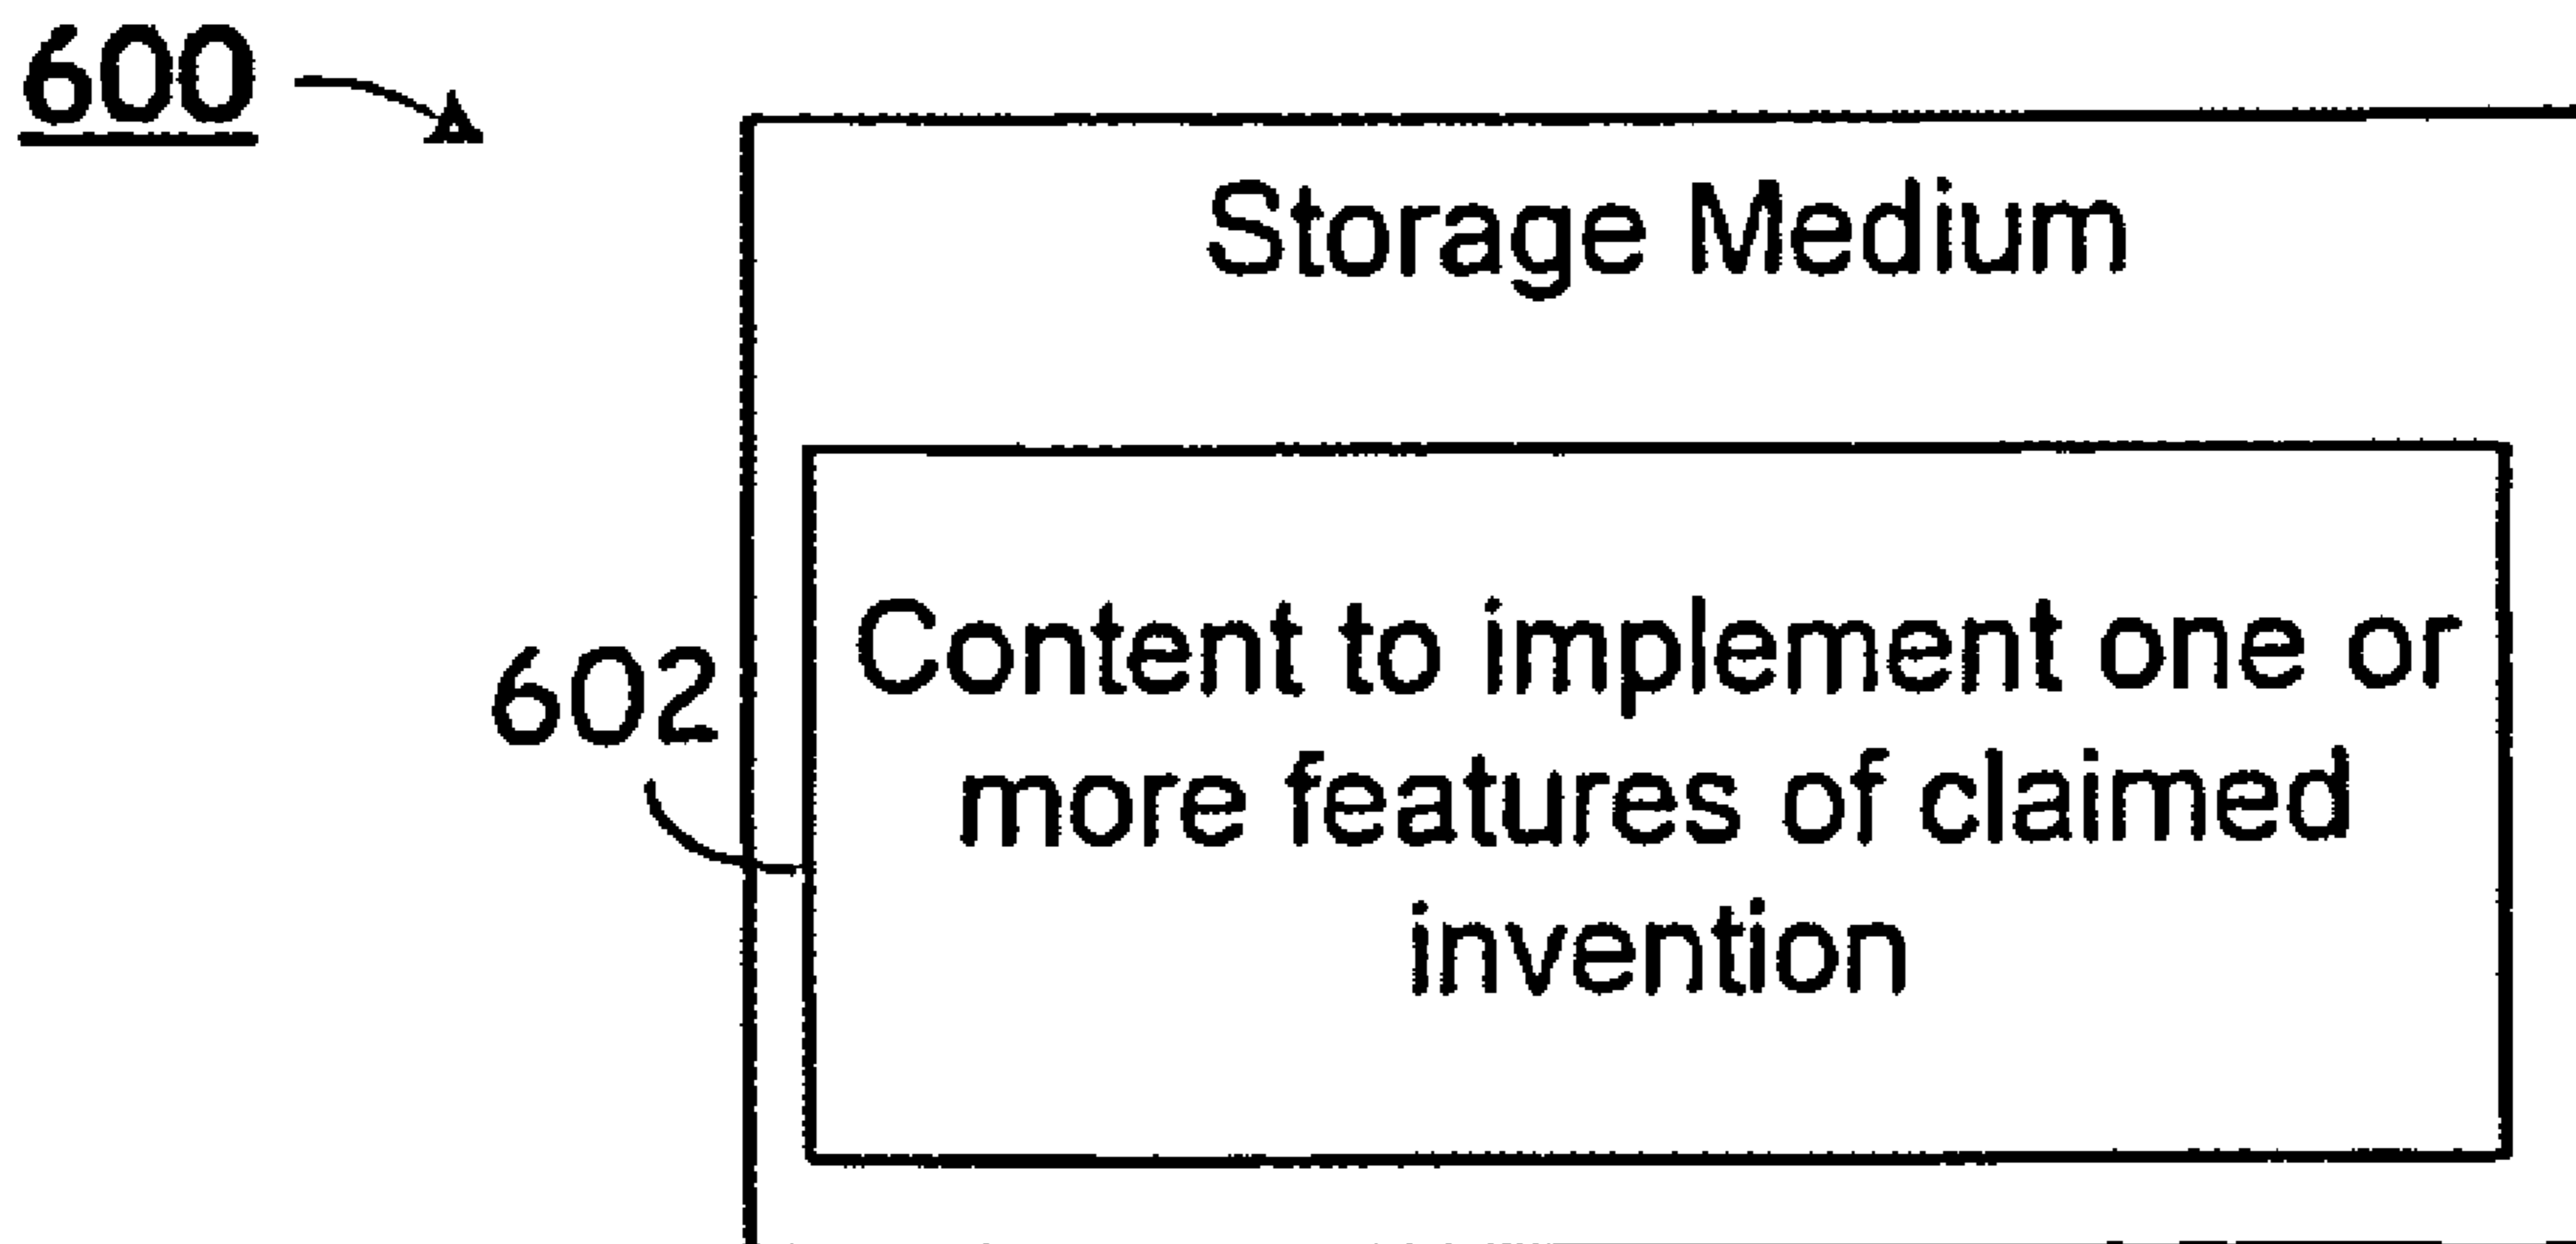 600
Storage Medium
602
Content to implement one or
more features of claimed
invention